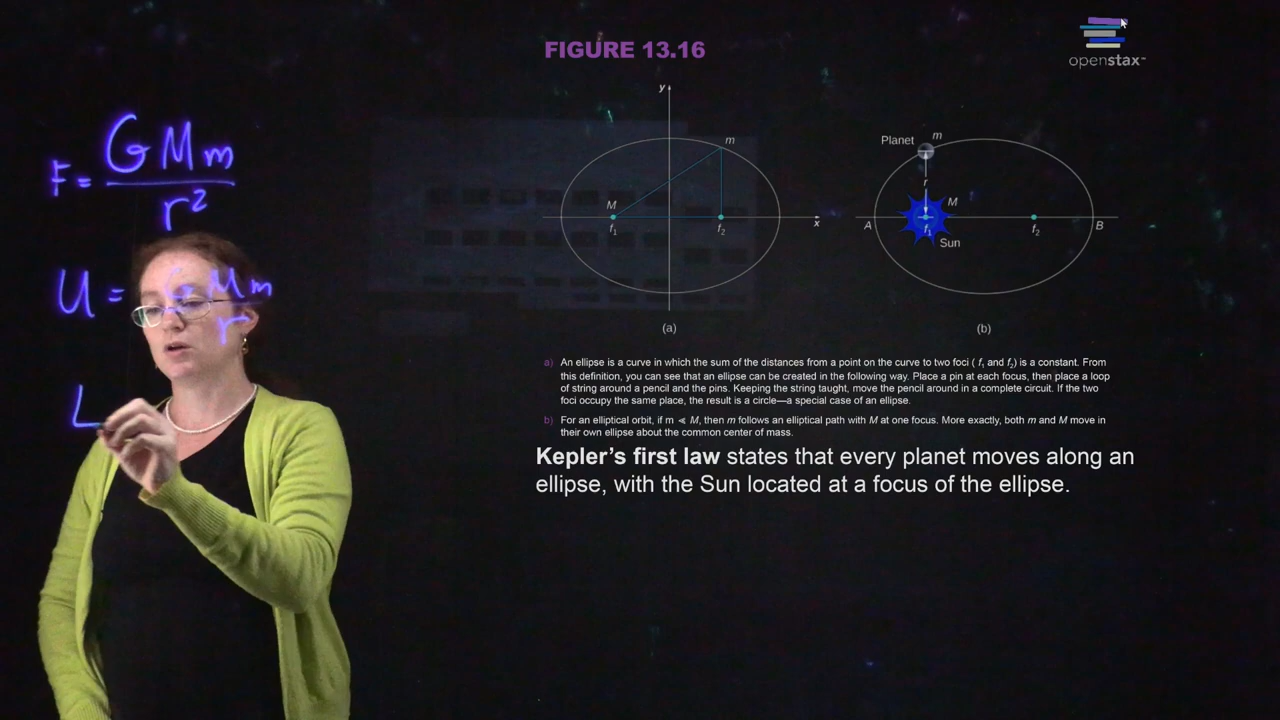 FIGURE 13.16
openstax™
F = G M m
r²
U = G M m
r
L
y
m
M
f₁
f₂
x
(a)
Planet
m
r
M
A
f₁
f₂
B
Sun
(b)
a) An ellipse is a curve in which the sum of the distances from a point on the curve to two foci ( f₁ and f₂) is a constant. From
this definition, you can see that an ellipse can be created in the following way. Place a pin at each focus, then place a loop
of string around a pencil and the pins. Keeping the string taught, move the pencil around in a complete circuit. If the two
foci occupy the same place, the result is a circle—a special case of an ellipse.
b) For an elliptical orbit, if m ≪ M, then m follows an elliptical path with M at one focus. More exactly, both m and M move in
their own ellipse about the common center of mass.
Kepler’s first law states that every planet moves along an
ellipse, with the Sun located at a focus of the ellipse.